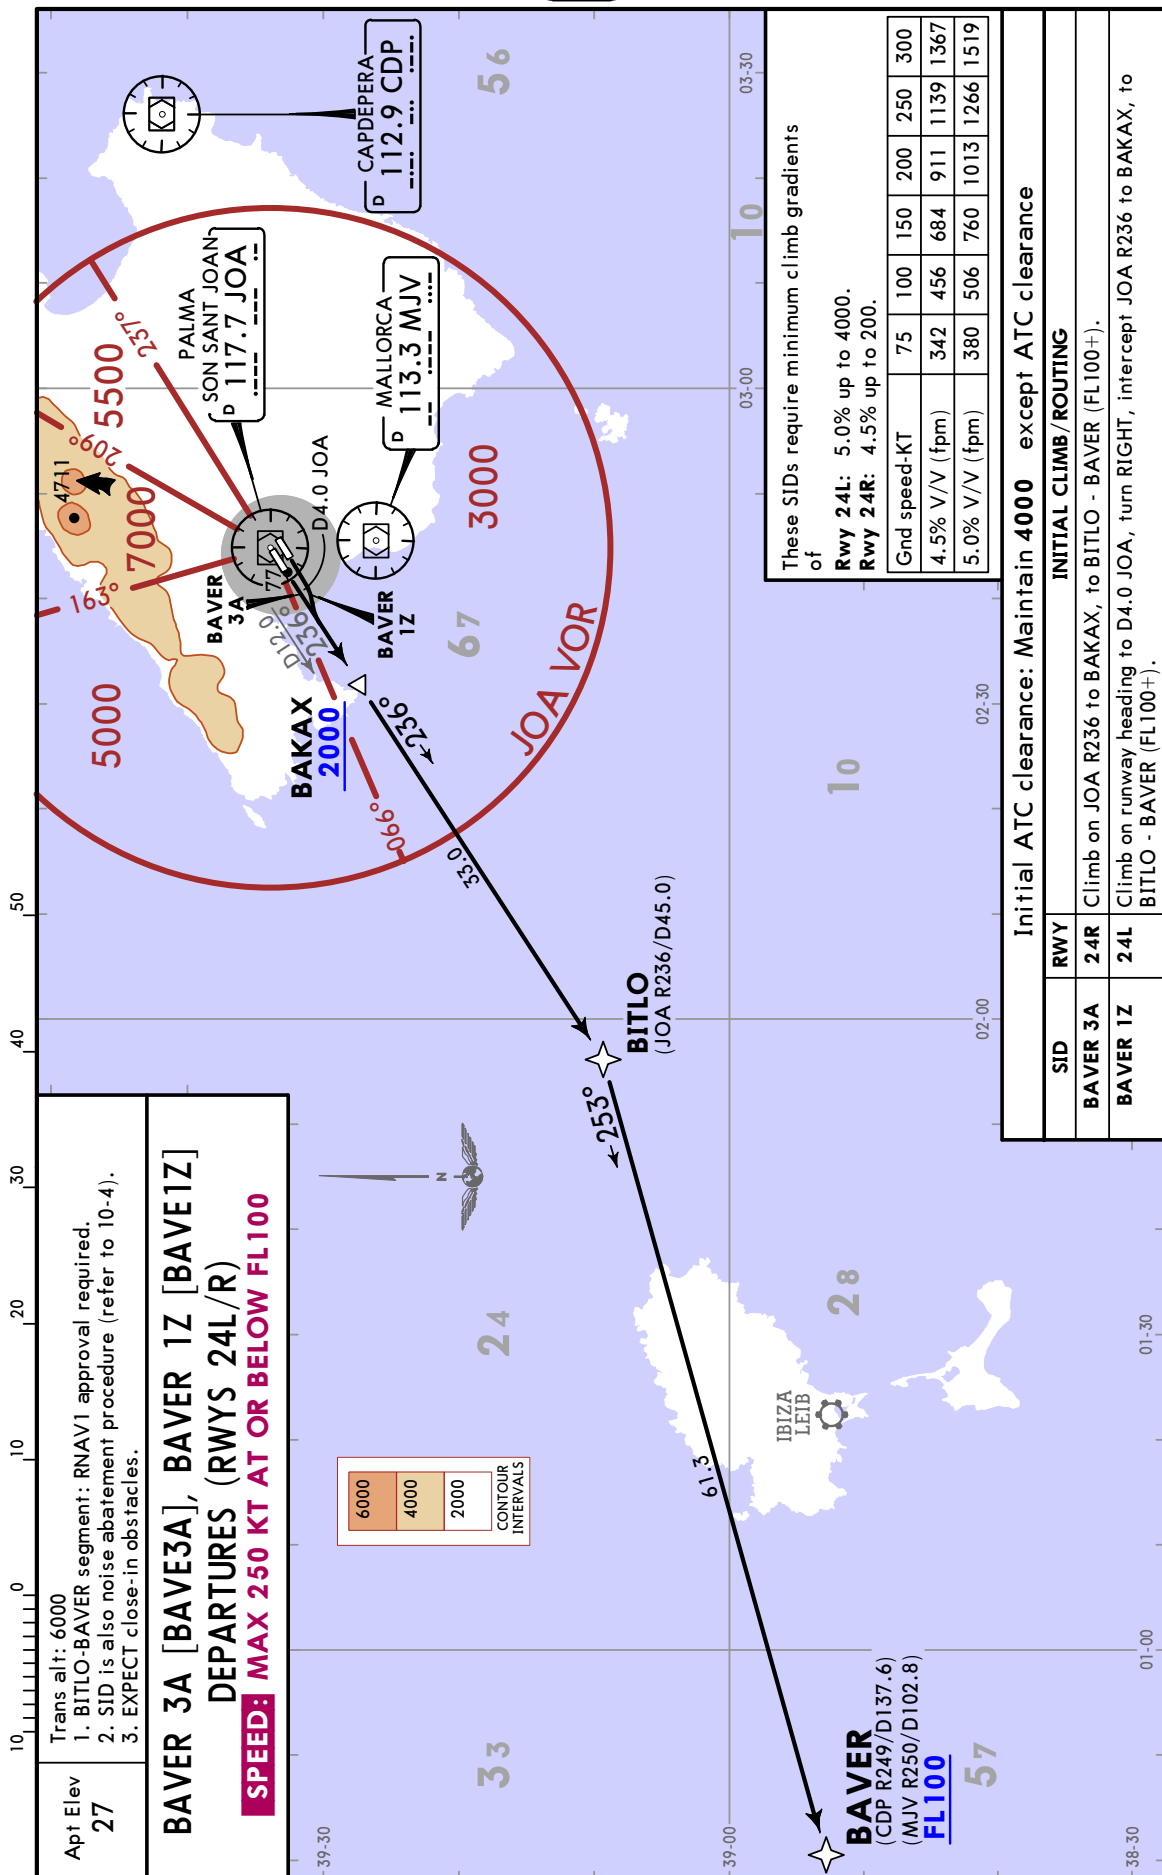 10 0 10 20 30 40 50
Apt Elev
27
Trans alt: 6000
1. BITLO-BAVER segment: RNAV1 approval required.
2. SID is also noise abatement procedure (refer to 10-4).
3. EXPECT close-in obstacles.
BAVER 3A [BAVE3A], BAVER 1Z [BAVE1Z]
DEPARTURES (RWYS 24L/R)
SPEED: MAX 250 KT AT OR BELOW FL100
5000
163°
7000
4711
209°
5500
237°
PALMA
SON SANT JOAN
D 117.7 JOA
CAPDEPERA
D 112.9 CDP
MALLORCA
D 113.3 MJV
D4.0 JOA
77
BAVER
3A
BAVER
1Z
D12.0
236°
BAKAX
2000
236°
066°
33.0
JOA VOR
3000
56
67
10
10
24
28
33
57
N
6000
4000
2000
CONTOUR
INTERVALS
BITLO
(JOA R236/D45.0)
253°
61.3
IBIZA
LEIB
BAVER
(CDP R249/D137.6)
(MJV R250/D102.8)
FL100
39-30
39-00
38-30
01-00
01-30
02-00
02-30
03-00
03-30
These SIDs require minimum climb gradients
of
Rwy 24L: 5.0% up to 4000.
Rwy 24R: 4.5% up to 200.
Gnd speed-KT 75 100 150 200 250 300
4.5% V/V (fpm) 342 456 684 911 1139 1367
5.0% V/V (fpm) 380 506 760 1013 1266 1519
Initial ATC clearance: Maintain 4000 except ATC clearance
SID RWY INITIAL CLIMB/ROUTING
BAVER 3A 24R Climb on JOA R236 to BAKAX, to BITLO - BAVER (FL100+).
BAVER 1Z 24L Climb on runway heading to D4.0 JOA, turn RIGHT, intercept JOA R236 to BAKAX, to
BITLO - BAVER (FL100+).